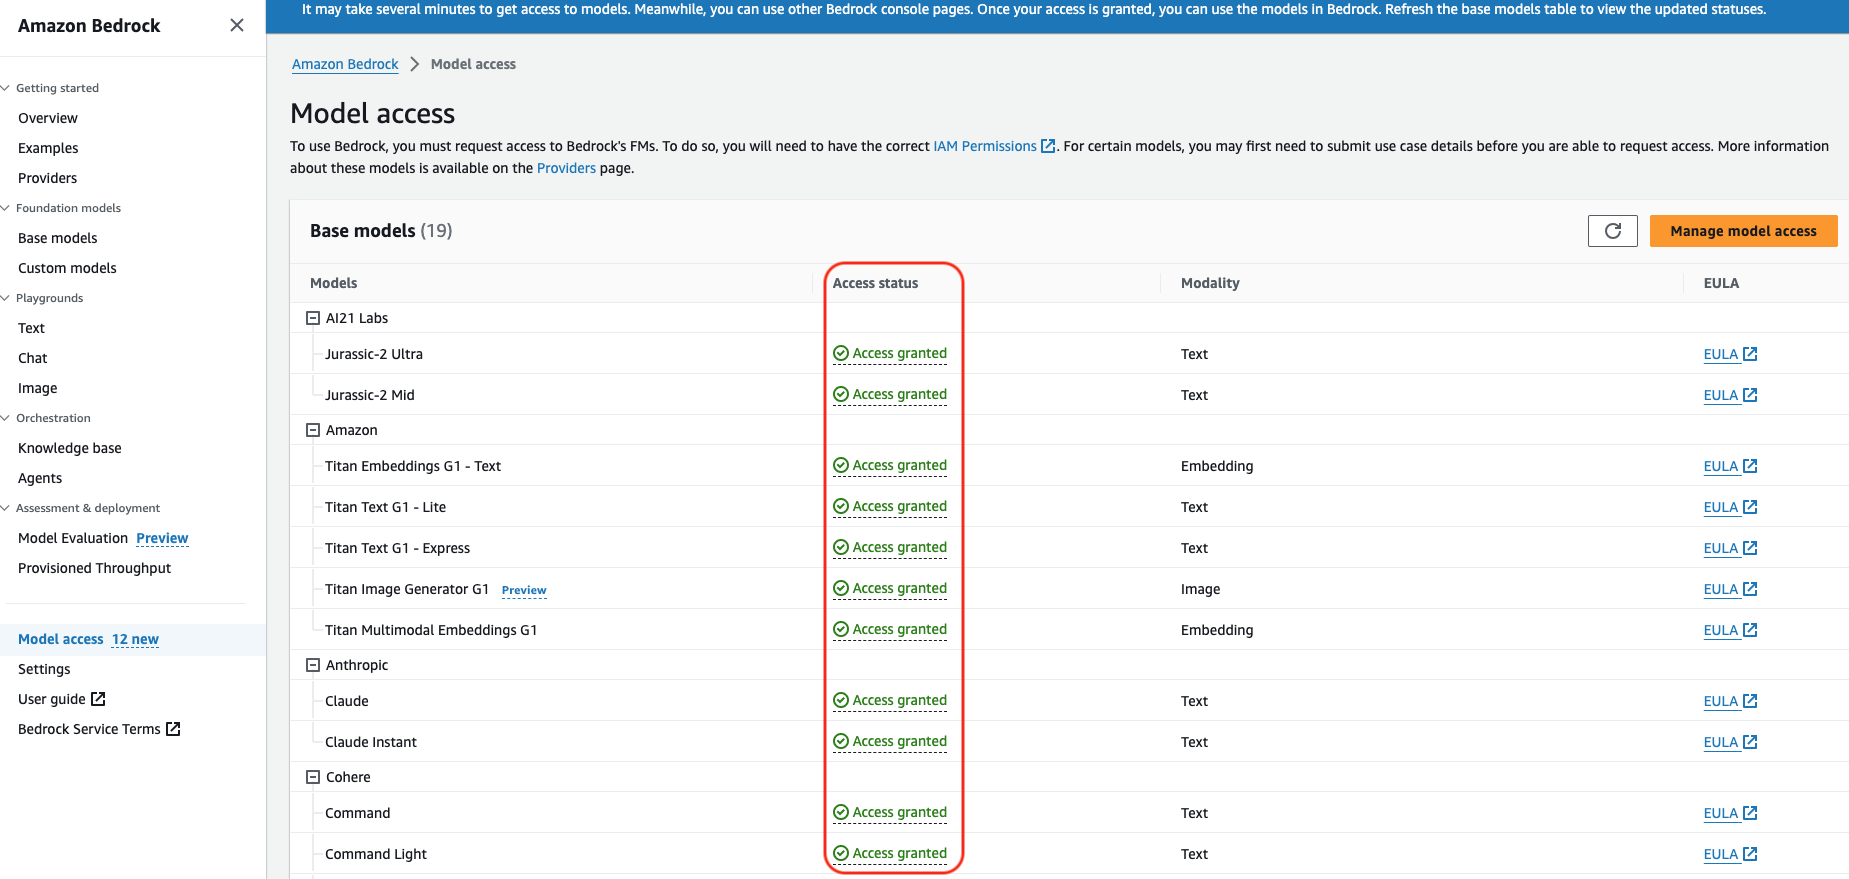 Amazon Bedrock
Getting started
Overview
Examples
Providers
Foundation models
Base models
Custom models
Playgrounds
Text
Chat
Image
Orchestration
Knowledge base
Agents
Assessment & deployment
Model Evaluation Preview
Provisioned Throughput
Model access 12 new
Settings
User guide
Bedrock Service Terms
It may take several minutes to get access to models. Meanwhile, you can use other Bedrock console pages. Once your access is granted, you can use the models in Bedrock. Refresh the base models table to view the updated statuses.
Amazon Bedrock > Model access
Model access
To use Bedrock, you must request access to Bedrock's FMs. To do so, you will need to have the correct IAM Permissions. For certain models, you may first need to submit use case details before you are able to request access. More information
about these models is available on the Providers page.
Base models (19) Manage model access
Models Access status Modality EULA
AI21 Labs
Jurassic-2 Ultra Access granted Text EULA
Jurassic-2 Mid Access granted Text EULA
Amazon
Titan Embeddings G1 - Text Access granted Embedding EULA
Titan Text G1 - Lite Access granted Text EULA
Titan Text G1 - Express Access granted Text EULA
Titan Image Generator G1 Preview Access granted Image EULA
Titan Multimodal Embeddings G1 Access granted Embedding EULA
Anthropic
Claude Access granted Text EULA
Claude Instant Access granted Text EULA
Cohere
Command Access granted Text EULA
Command Light Access granted Text EULA